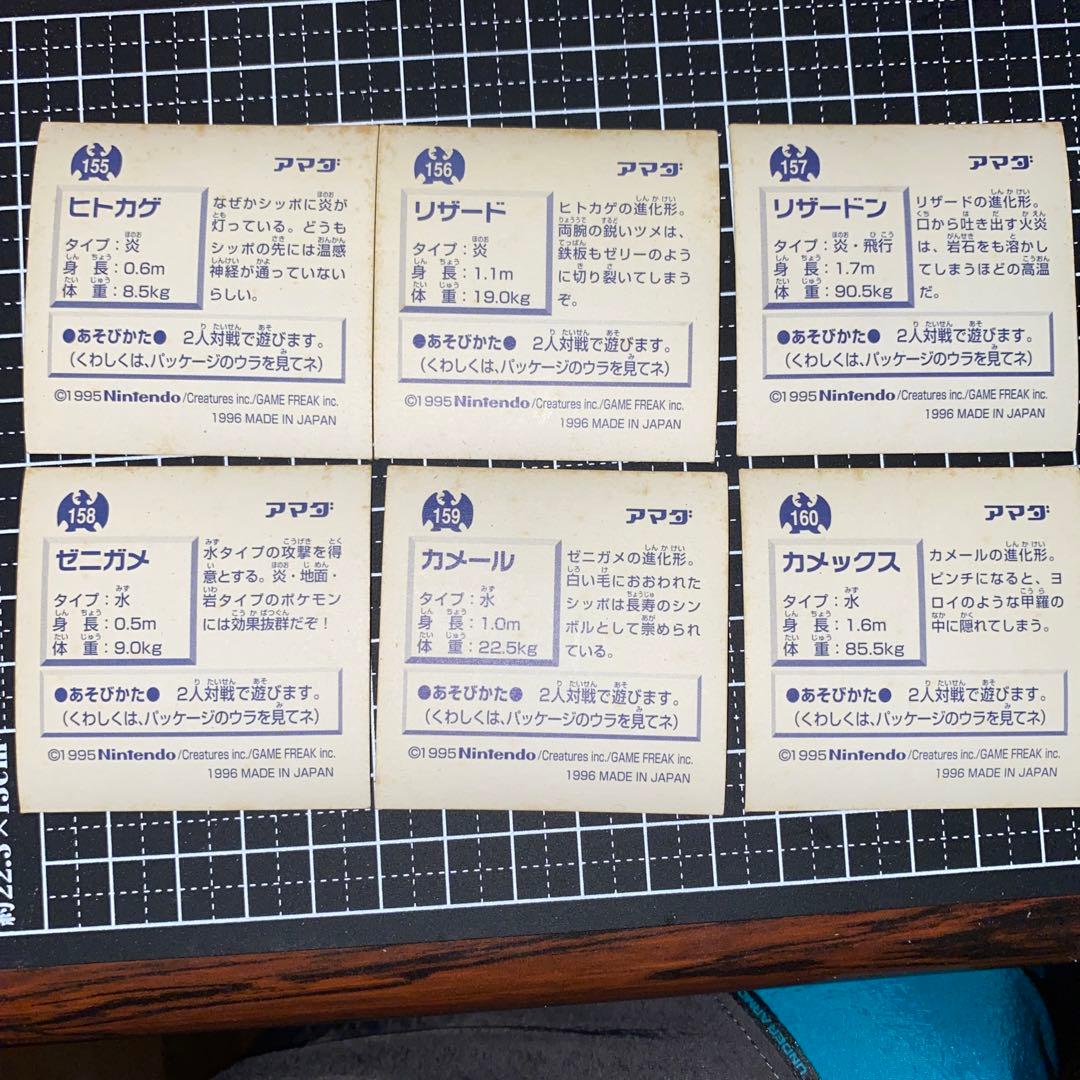 155
アマダ
ヒトカゲ
タイプ：炎
身長：0.6m
体重：8.5kg
なぜかシッポに炎が
灯っている。どうも
シッポの先には温感
神経が通っていない
らしい。
●あそびかた● 2人対戦で遊びます。
（くわしくは、パッケージのウラを見てネ）
©1995 Nintendo/Creatures inc./GAME FREAK inc.
1996 MADE IN JAPAN
156
アマダ
リザード
タイプ：炎
身長：1.1m
体重：19.0kg
ヒトカゲの進化形。
両腕の鋭いツメは、
鉄板もゼリーのよう
に切り裂いてしまう
ぞ。
●あそびかた● 2人対戦で遊びます。
（くわしくは、パッケージのウラを見てネ）
©1995 Nintendo/Creatures inc./GAME FREAK inc.
1996 MADE IN JAPAN
157
アマダ
リザードン
タイプ：炎・飛行
身長：1.7m
体重：90.5kg
リザードの進化形。
口から吐き出す火炎
は、岩石をも溶かし
てしまうほどの高温
だ。
●あそびかた● 2人対戦で遊びます。
（くわしくは、パッケージのウラを見てネ）
©1995 Nintendo/Creatures inc./GAME FREAK inc.
1996 MADE IN JAPAN
158
アマダ
ゼニガメ
タイプ：水
身長：0.5m
体重：9.0kg
水タイプの攻撃を得
意とする。炎・地面・
岩タイプのポケモン
には効果抜群だぞ！
●あそびかた● 2人対戦で遊びます。
（くわしくは、パッケージのウラを見てネ）
©1995 Nintendo/Creatures inc./GAME FREAK inc.
1996 MADE IN JAPAN
159
アマダ
カメール
タイプ：水
身長：1.0m
体重：22.5kg
ゼニガメの進化形。
白い毛におおわれた
シッポは長寿のシン
ボルとして崇められ
ている。
●あそびかた● 2人対戦で遊びます。
（くわしくは、パッケージのウラを見てネ）
©1995 Nintendo/Creatures inc./GAME FREAK inc.
1996 MADE IN JAPAN
160
アマダ
カメックス
タイプ：水
身長：1.6m
体重：85.5kg
カメールの進化形。
ピンチになると、ヨ
ロイのような甲羅の
中に隠れてしまう。
●あそびかた● 2人対戦で遊びます。
（くわしくは、パッケージのウラを見てネ）
©1995 Nintendo/Creatures inc./GAME FREAK inc.
1996 MADE IN JAPAN
約22.5×15cm